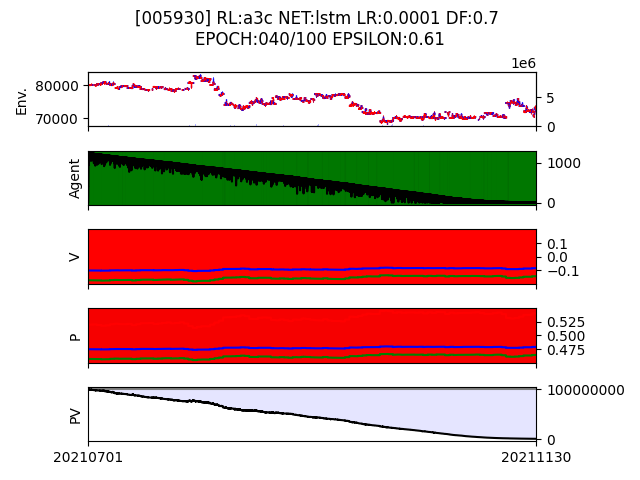 [005930] RL:a3c NET:lstm LR:0.0001 DF:0.7
EPOCH:040/100 EPSILON:0.61
1e6
Env.
80000
70000
5
0
Agent
1000
0
V
0.1
0.0
−0.1
P
0.525
0.500
0.475
PV
100000000
0
20210701
20211130